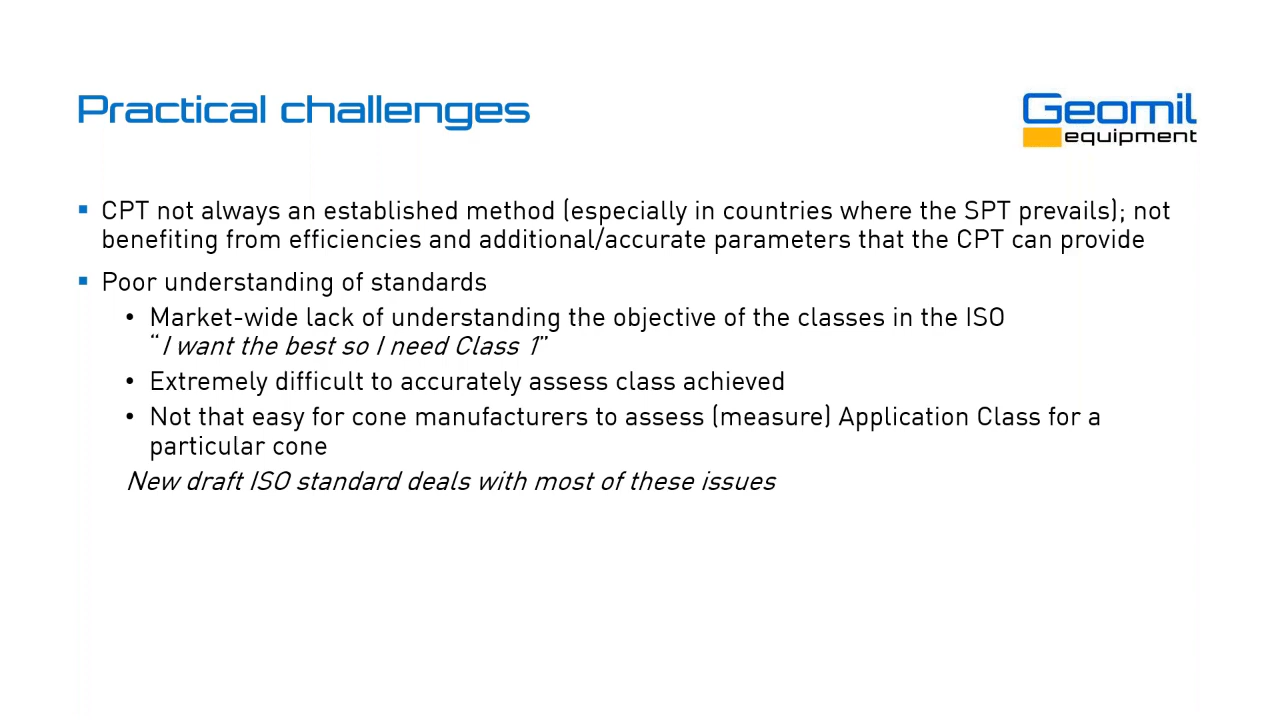 Practical challenges
Geomil
equipment
▪ CPT not always an established method (especially in countries where the SPT prevails); not
benefiting from efficiencies and additional/accurate parameters that the CPT can provide
▪ Poor understanding of standards
• Market-wide lack of understanding the objective of the classes in the ISO
“I want the best so I need Class 1”
• Extremely difficult to accurately assess class achieved
• Not that easy for cone manufacturers to assess (measure) Application Class for a
particular cone
New draft ISO standard deals with most of these issues